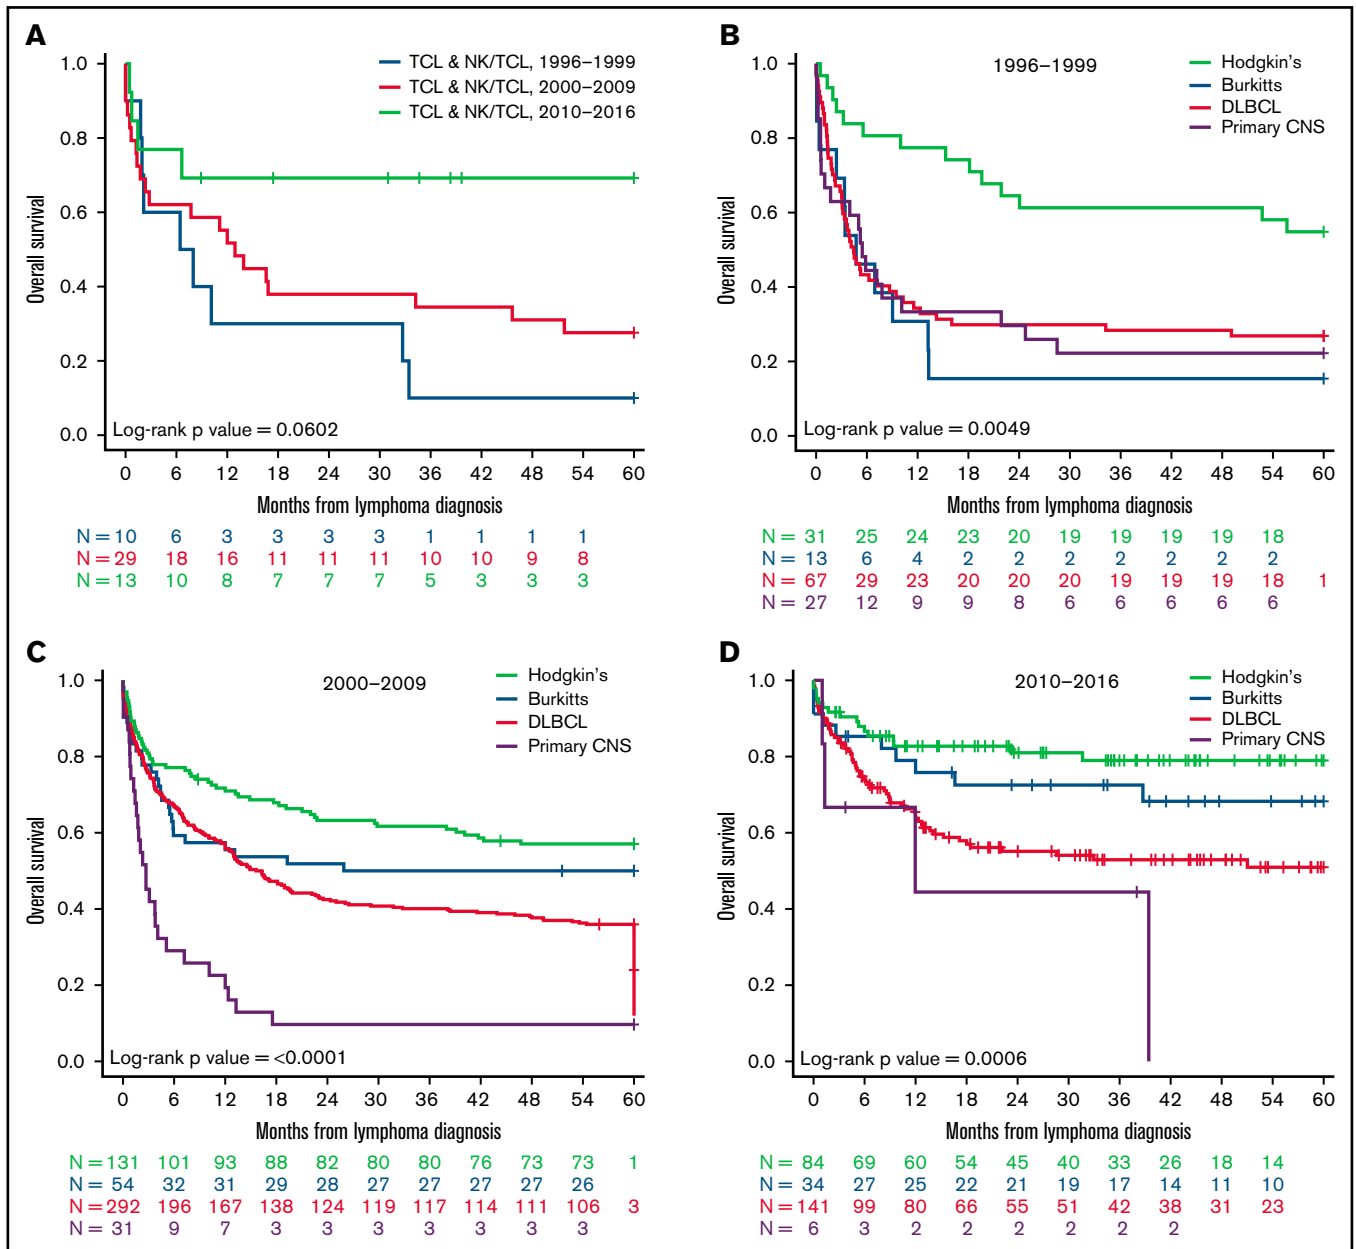 A
TCL & NK/TCL, 1996–1999
TCL & NK/TCL, 2000–2009
TCL & NK/TCL, 2010–2016
1.0
0.8
0.6
0.4
0.2
0.0
Overall survival
Log-rank p value = 0.0602
0 6 12 18 24 30 36 42 48 54 60
Months from lymphoma diagnosis
N = 10 6 3 3 3 3 1 1 1 1
N = 29 18 16 11 11 11 10 10 9 8
N = 13 10 8 7 7 7 5 3 3 3
B
1996–1999
Hodgkin's
Burkitts
DLBCL
Primary CNS
1.0
0.8
0.6
0.4
0.2
0.0
Overall survival
Log-rank p value = 0.0049
0 6 12 18 24 30 36 42 48 54 60
Months from lymphoma diagnosis
N = 31 25 24 23 20 19 19 19 19 18
N = 13 6 4 2 2 2 2 2 2 2
N = 67 29 23 20 20 20 19 19 19 18 1
N = 27 12 9 9 8 6 6 6 6 6
C
2000–2009
Hodgkin's
Burkitts
DLBCL
Primary CNS
1.0
0.8
0.6
0.4
0.2
0.0
Overall survival
Log-rank p value = <0.0001
0 6 12 18 24 30 36 42 48 54 60
Months from lymphoma diagnosis
N = 131 101 93 88 82 80 80 76 73 73 1
N = 54 32 31 29 28 27 27 27 27 26
N = 292 196 167 138 124 119 117 114 111 106 3
N = 31 9 7 3 3 3 3 3 3 3
D
2010–2016
Hodgkin's
Burkitts
DLBCL
Primary CNS
1.0
0.8
0.6
0.4
0.2
0.0
Overall survival
Log-rank p value = 0.0006
0 6 12 18 24 30 36 42 48 54 60
Months from lymphoma diagnosis
N = 84 69 60 54 45 40 33 26 18 14
N = 34 27 25 22 21 19 17 14 11 10
N = 141 99 80 66 55 51 42 38 31 23
N = 6 3 2 2 2 2 2 2